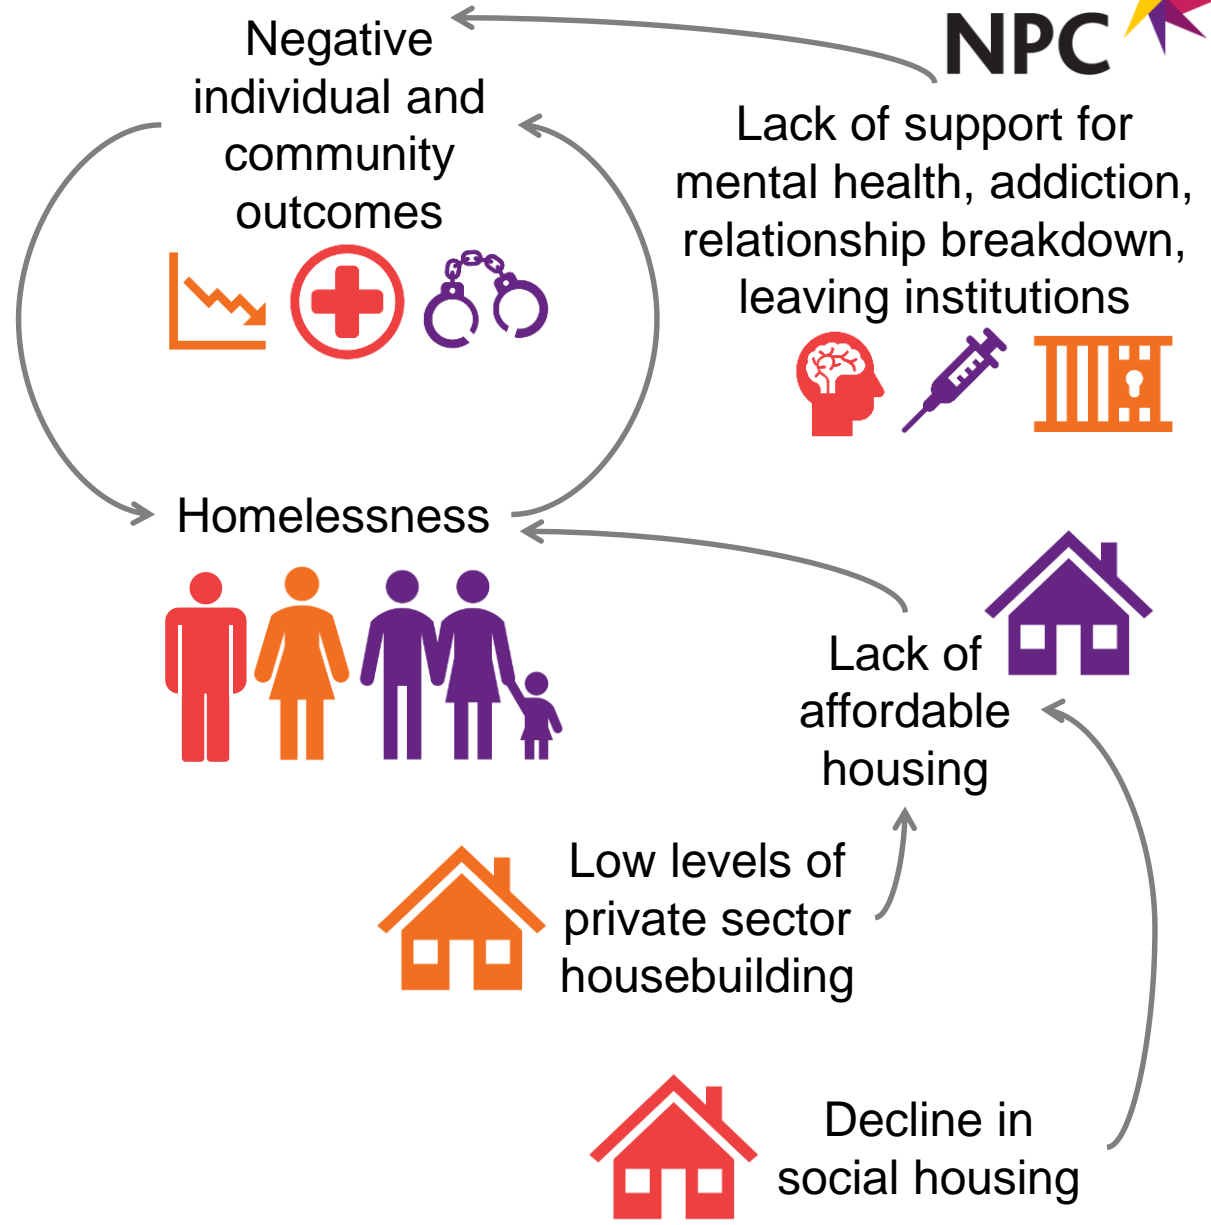 NPC
Negative
individual and
community
outcomes
Lack of support for
mental health, addiction,
relationship breakdown,
leaving institutions
Homelessness
Lack of
affordable
housing
Low levels of
private sector
housebuilding
Decline in
social housing